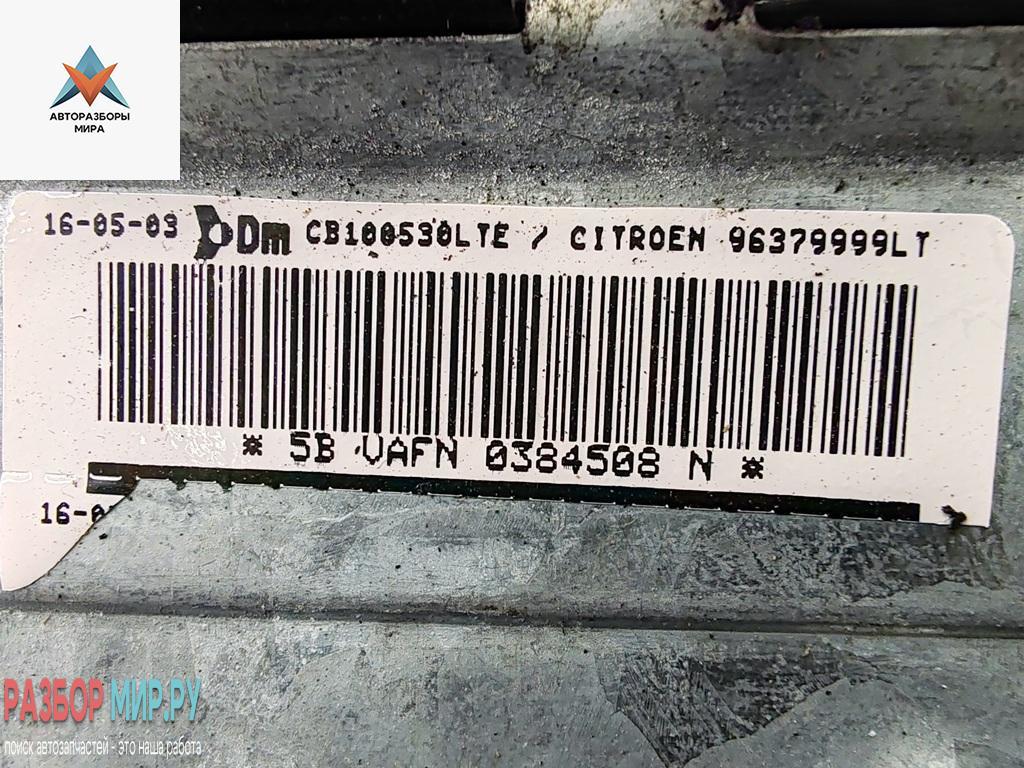 АВТОРАЗБОРЫ
МИРА
16-05-03 Dm CB100530LTE / CITROEN 96379999LT
* 5B VAFN 0384508 N *
16-0
РАЗБОР МИР.РУ
поиск автозапчастей - это наша работа